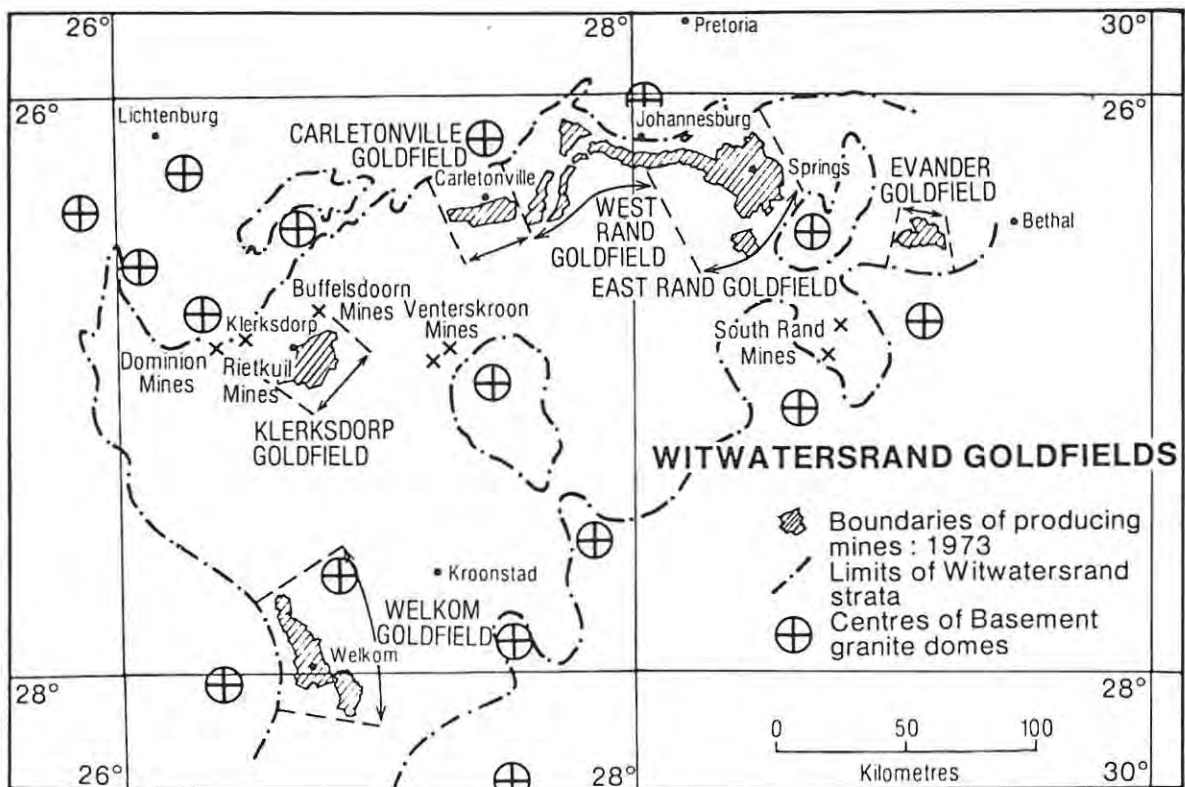 26°
28°
Pretoria
30°
26°
26°
Lichtenburg
CARLETONVILLE
GOLDFIELD
Carletonville
Johannesburg
Springs
EVANDER
GOLDFIELD
Bethal
WEST
RAND
GOLDFIELD
EAST RAND GOLDFIELD
Buffelsdoorn
Mines
Venterskroon
Mines
Klerksdorp
Dominion
Mines
Rietkuil
Mines
South Rand
Mines
KLERKSDORP
GOLDFIELD
WITWATERSRAND GOLDFIELDS
Boundaries of producing
mines : 1973
Limits of Witwatersrand
strata
Centres of Basement
granite domes
Kroonstad
WELKOM
GOLDFIELD
Welkom
28°
28°
0 50 100
Kilometres
26°
28°
30°